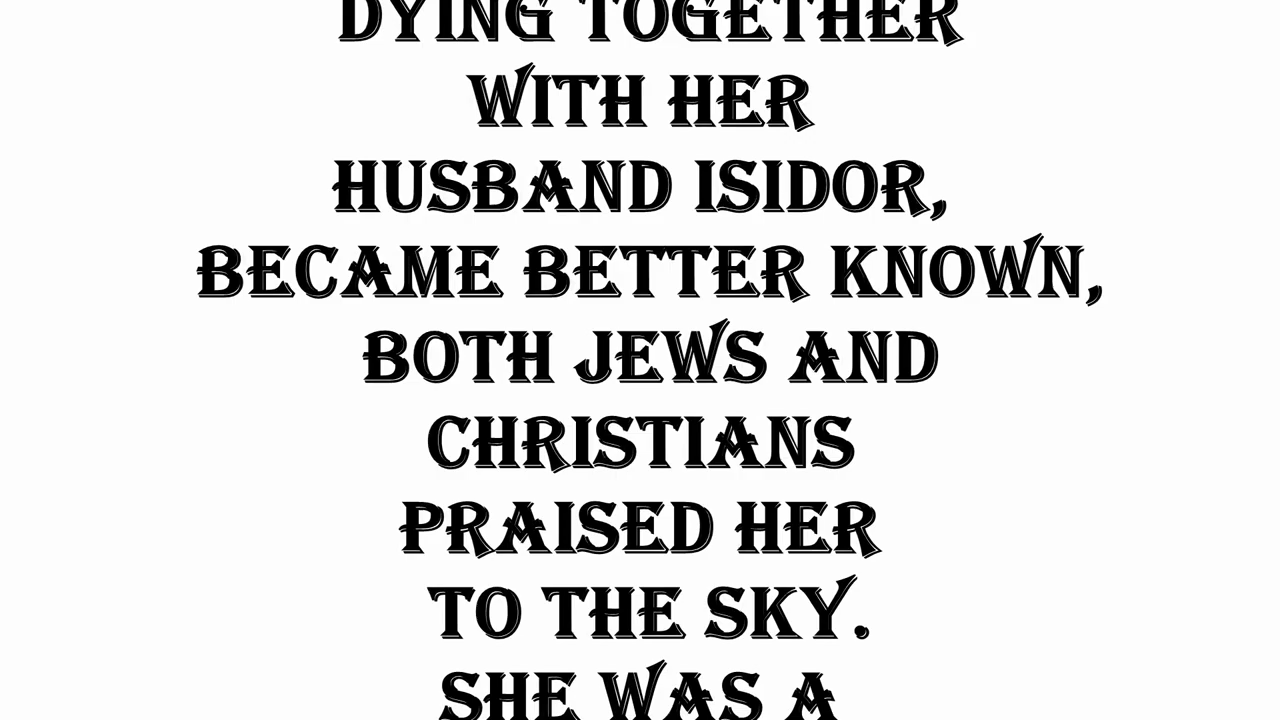 DYING TOGETHER
WITH HER
HUSBAND ISIDOR,
BECAME BETTER KNOWN,
BOTH JEWS AND
CHRISTIANS
PRAISED HER
TO THE SKY.
SHE WAS A